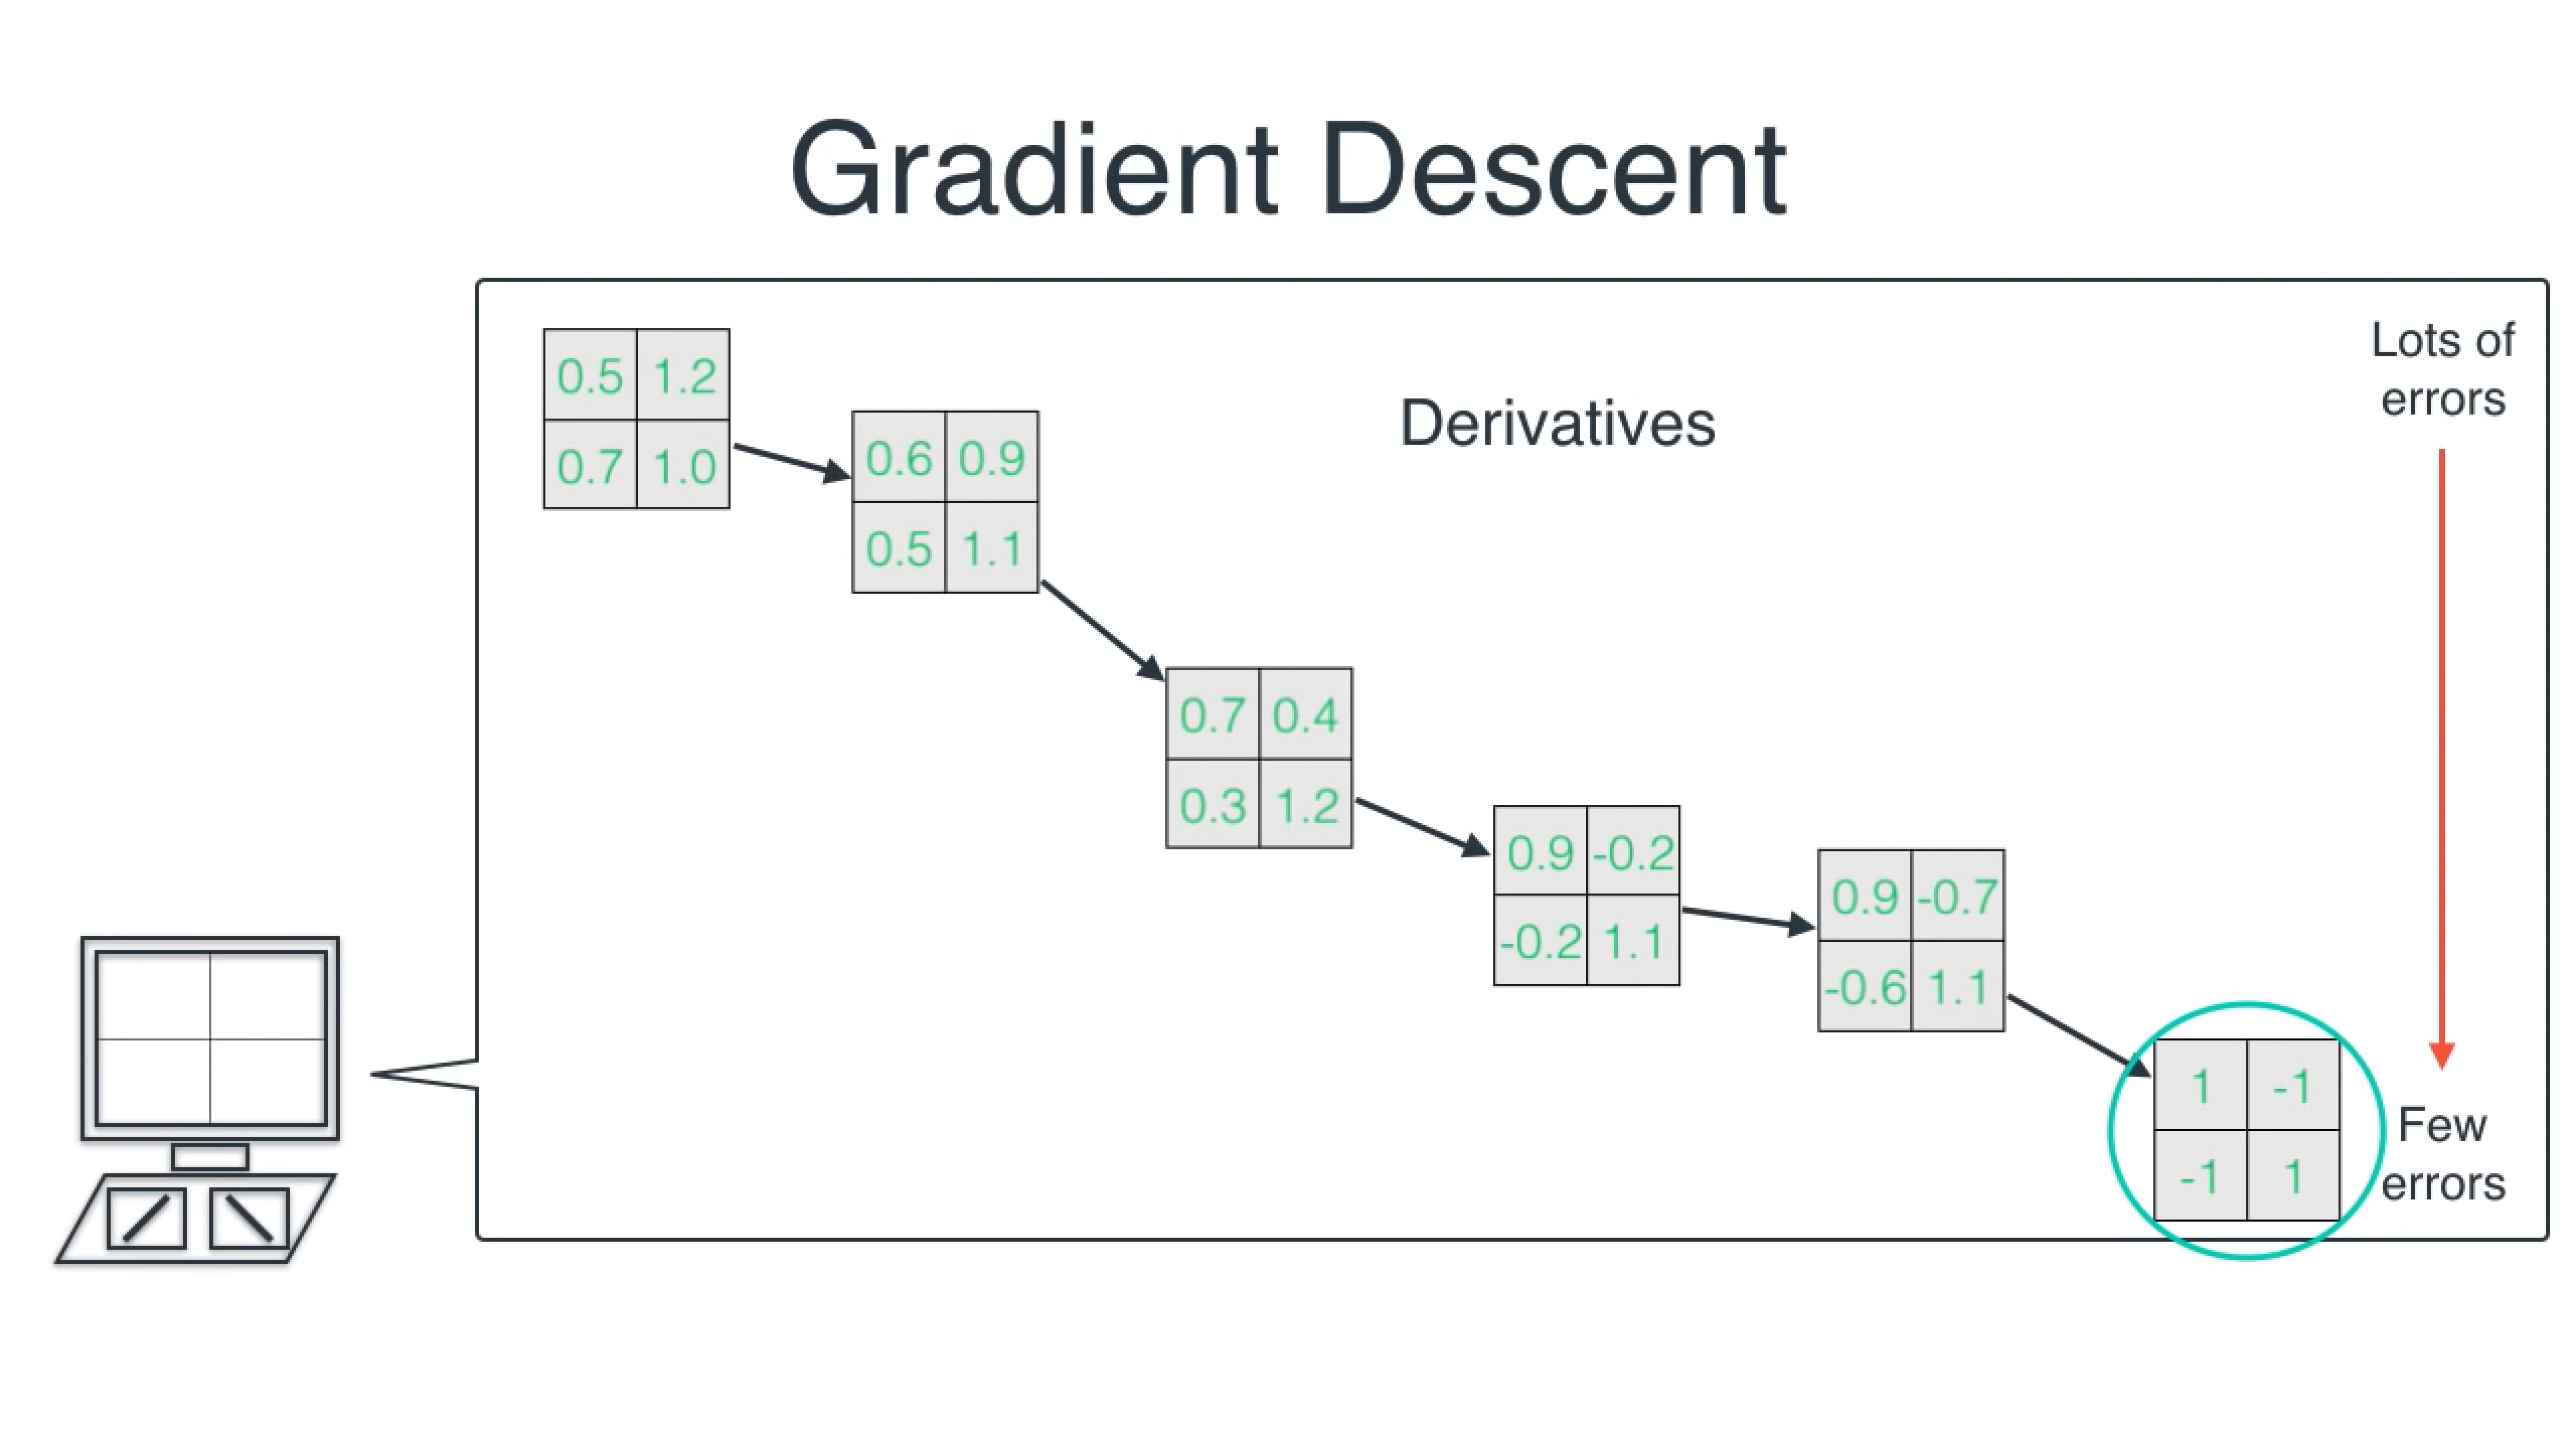 Gradient Descent
0.5 1.2
0.7 1.0
0.6 0.9
0.5 1.1
Derivatives
Lots of
errors
0.7 0.4
0.3 1.2
0.9 -0.2
-0.2 1.1
0.9 -0.7
-0.6 1.1
1 -1
-1 1
Few
errors